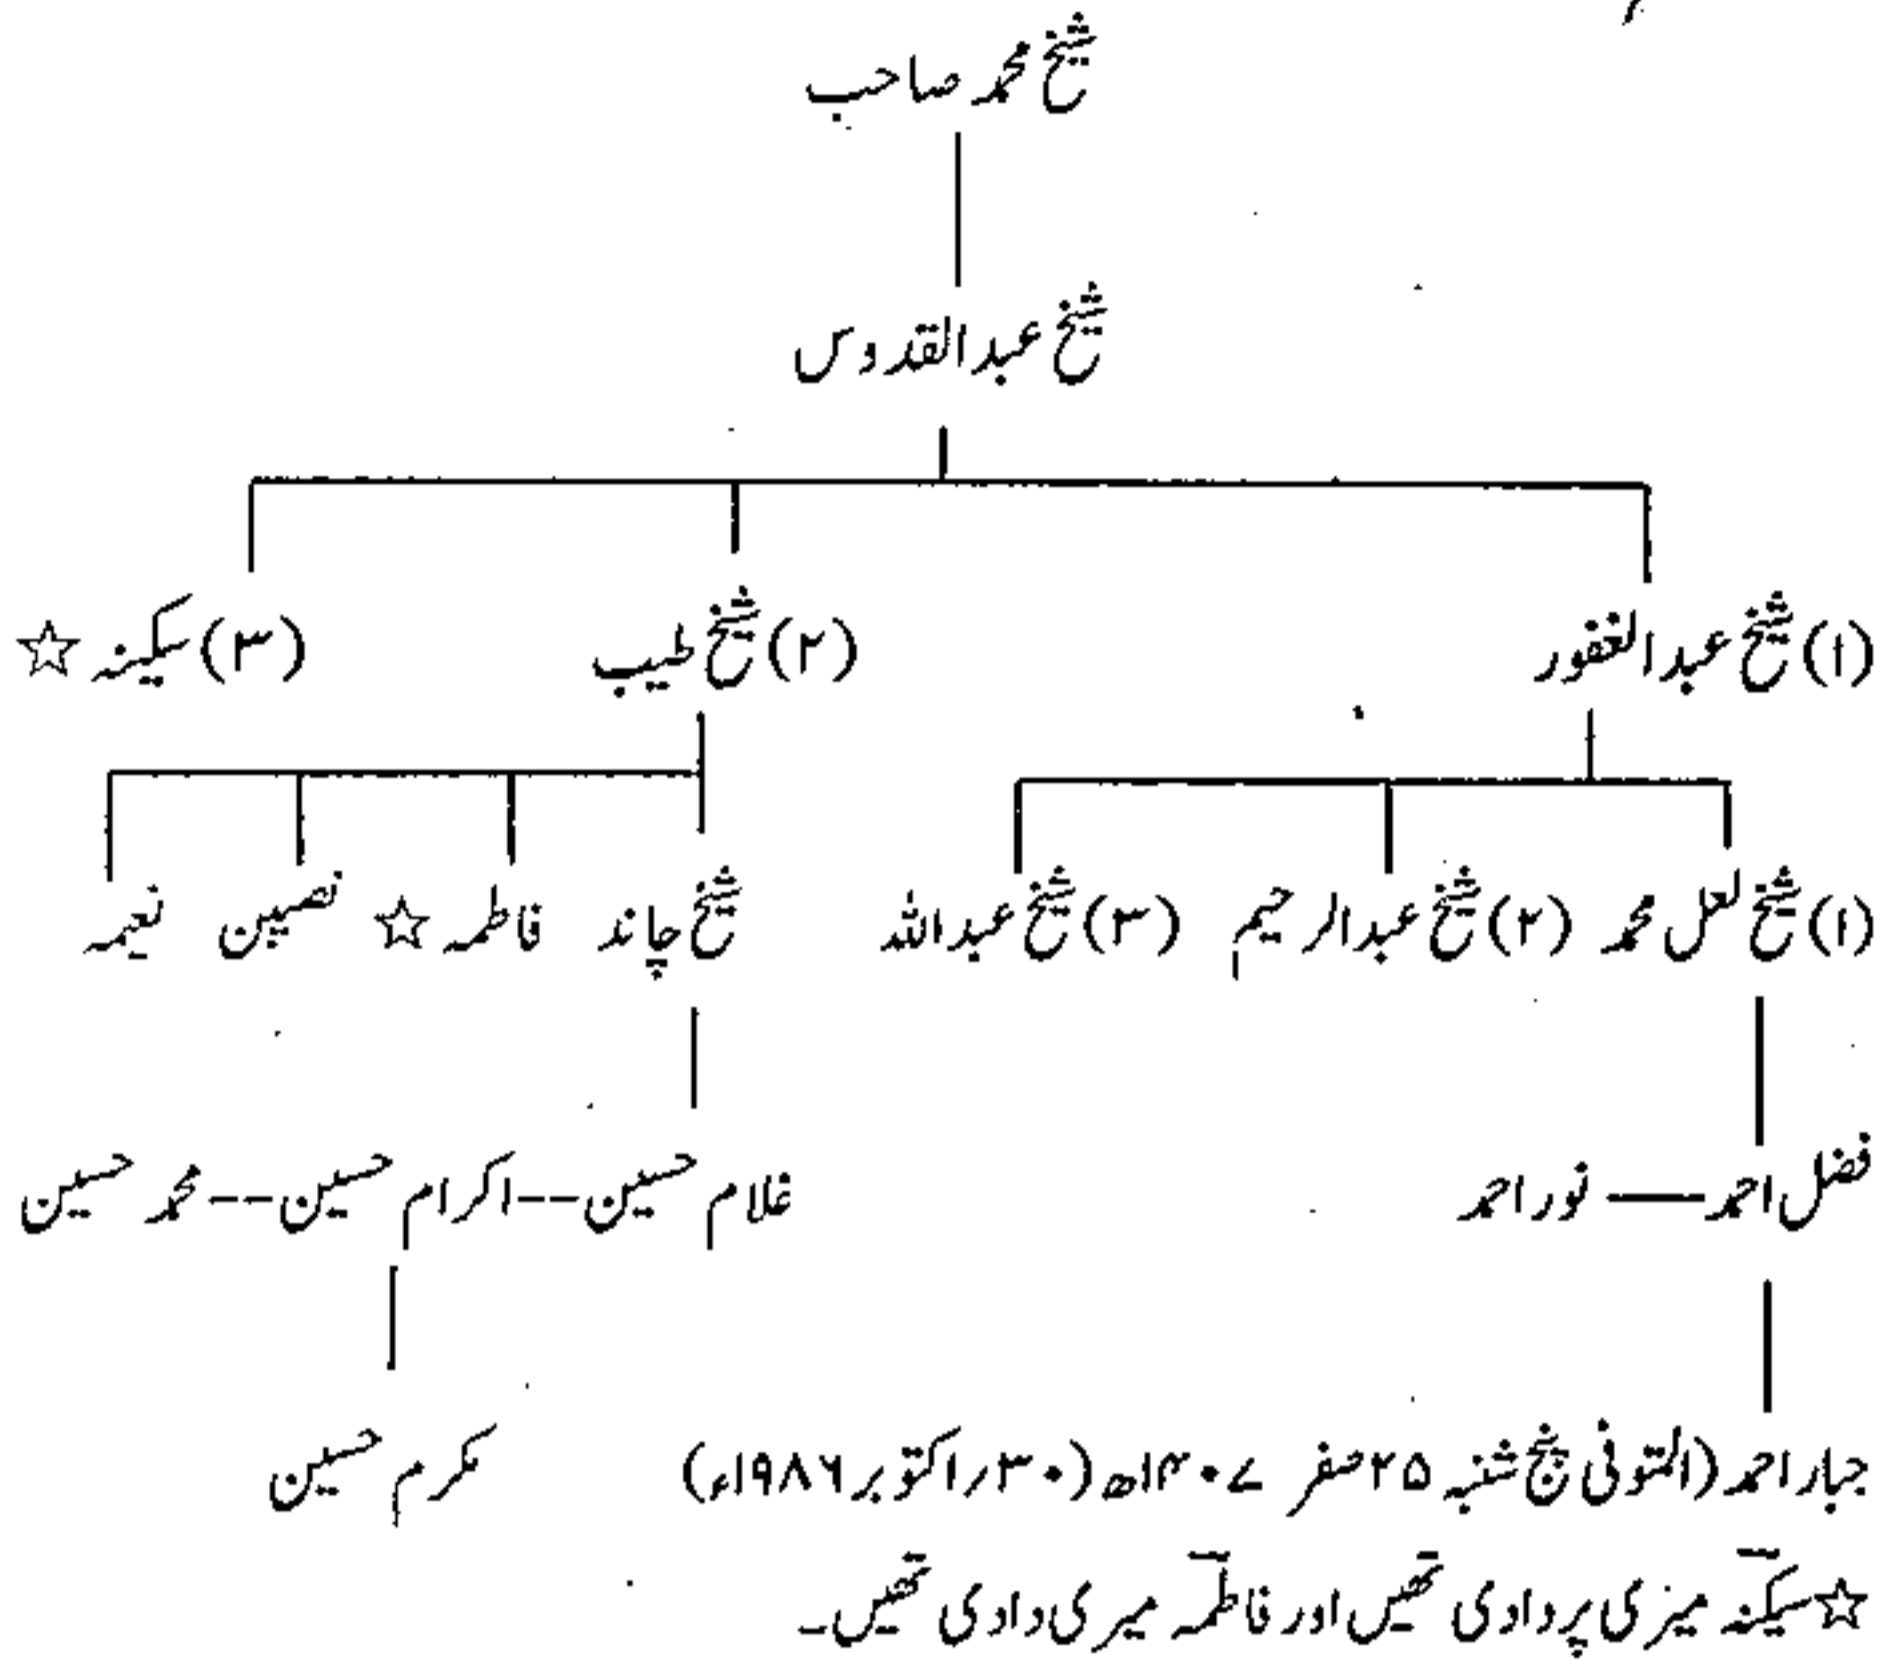 شیخ محمد صاحب
شیخ عبدالقدوس
(۱) شیخ عبدالغفور (۲) شیخ طیب (۳) سکینہ ☆
(۱) شیخ لعل محمد (۲) شیخ عبدالرحیم (۳) شیخ عبداللہ شیخ چاند فاطمہ ☆ نصیبن نعیمہ
فضل احمد — نور احمد غلام حسین -- اکرام حسین -- محمد حسین
جبار احمد (المتوفی پنج شنبہ ۲۵ صفر ۱۴۰۷ھ (۳۰؍اکتوبر ۱۹۸۶ء) مکرم حسین
☆ سکینہ میری پردادی تھیں اور فاطمہ میری دادی تھیں۔